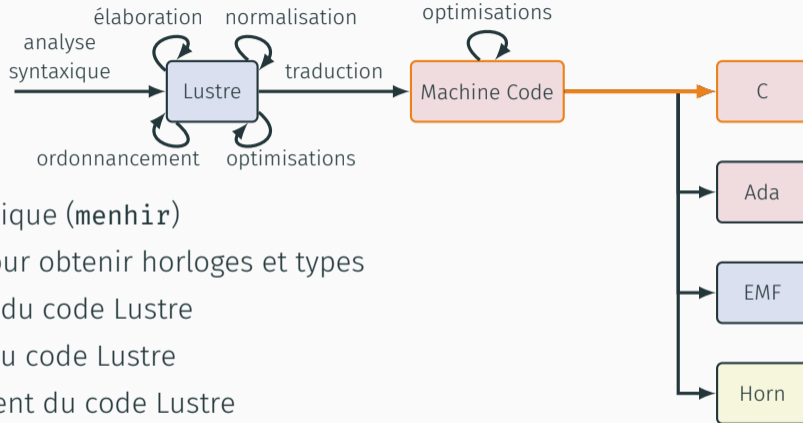 élaboration
normalisation
optimisations
analyse
syntaxique
Lustre
traduction
Machine Code
C
ordonnancement
optimisations
Ada
ique (menhir)
our obtenir horloges et types
EMF
du code Lustre
u code Lustre
Horn
ent du code Lustre